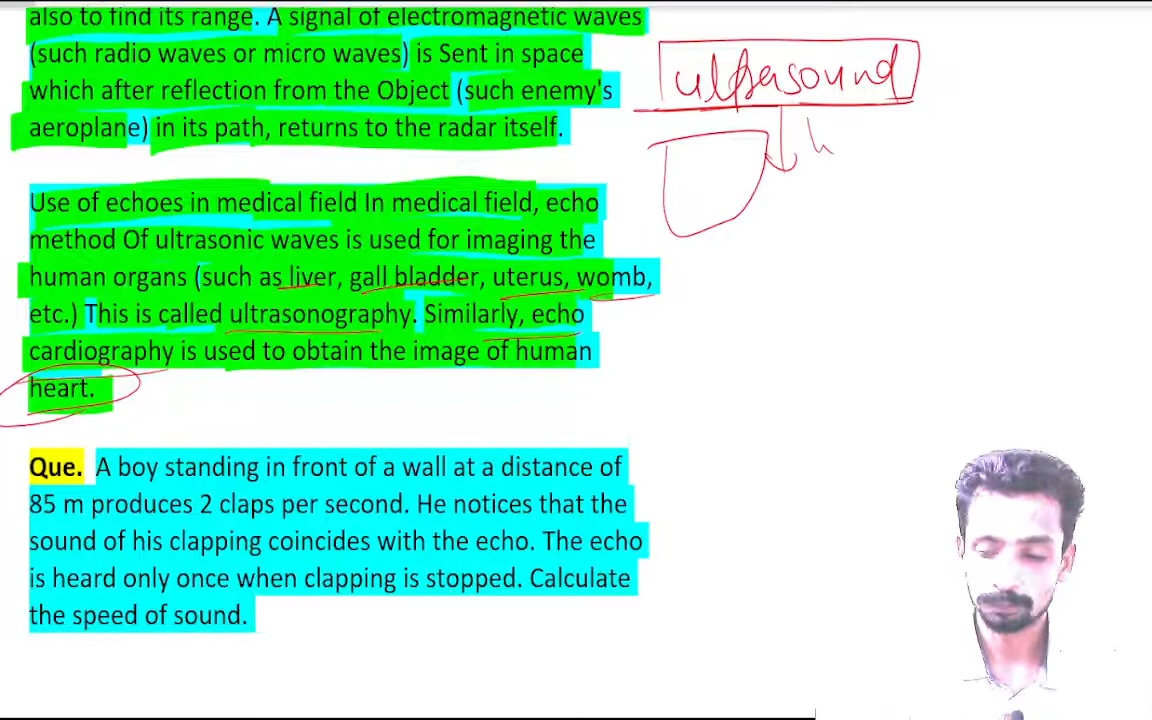 also to find its range. A signal of electromagnetic waves
(such radio waves or micro waves) is Sent in space
which after reflection from the Object (such enemy's
aeroplane) in its path, returns to the radar itself.
ultrasound
Use of echoes in medical field In medical field, echo
method Of ultrasonic waves is used for imaging the
human organs (such as liver, gall bladder, uterus, womb,
etc.) This is called ultrasonography. Similarly, echo
cardiography is used to obtain the image of human
heart.
Que. A boy standing in front of a wall at a distance of
85 m produces 2 claps per second. He notices that the
sound of his clapping coincides with the echo. The echo
is heard only once when clapping is stopped. Calculate
the speed of sound.